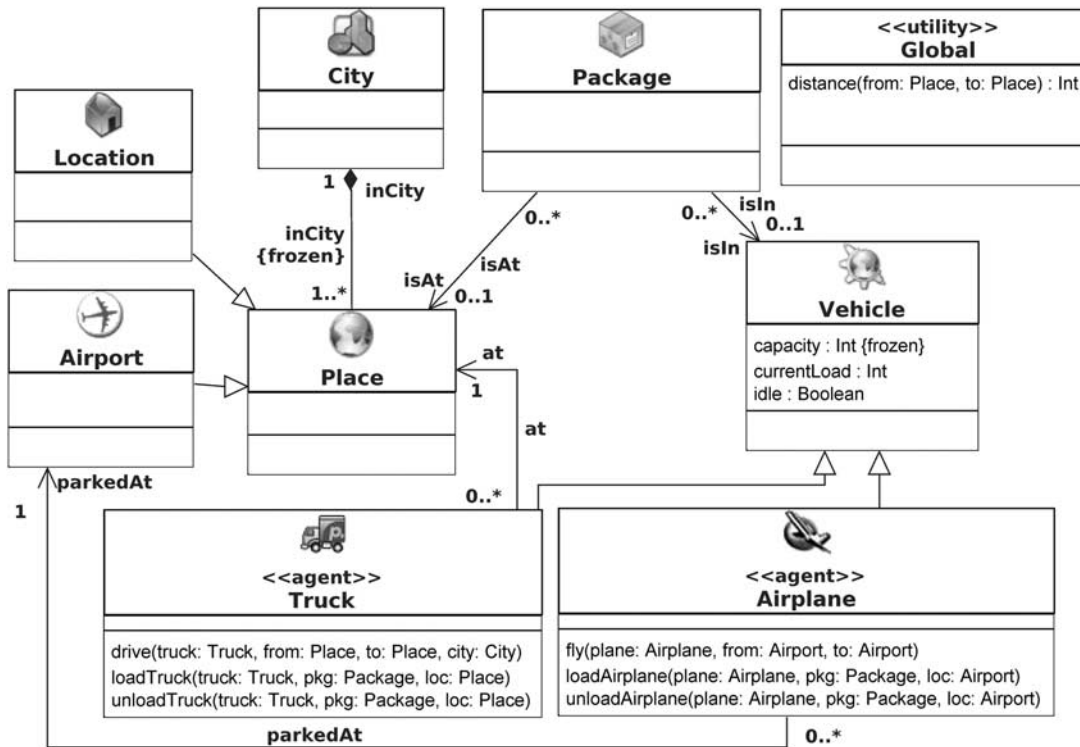 City
Package
<<utility>>
Global
distance(from: Place, to: Place) : Int
Location
1
inCity
inCity
{frozen}
1..*
0..*
isAt
isAt
0..1
0..*
isIn
0..1
isIn
Vehicle
capacity : Int {frozen}
currentLoad : Int
idle : Boolean
Airport
Place
at
1
at
parkedAt
1
0..*
<<agent>>
Truck
drive(truck: Truck, from: Place, to: Place, city: City)
loadTruck(truck: Truck, pkg: Package, loc: Place)
unloadTruck(truck: Truck, pkg: Package, loc: Place)
<<agent>>
Airplane
fly(plane: Airplane, from: Airport, to: Airport)
loadAirplane(plane: Airplane, pkg: Package, loc: Airport)
unloadAirplane(plane: Airplane, pkg: Package, loc: Airport)
parkedAt
0..*